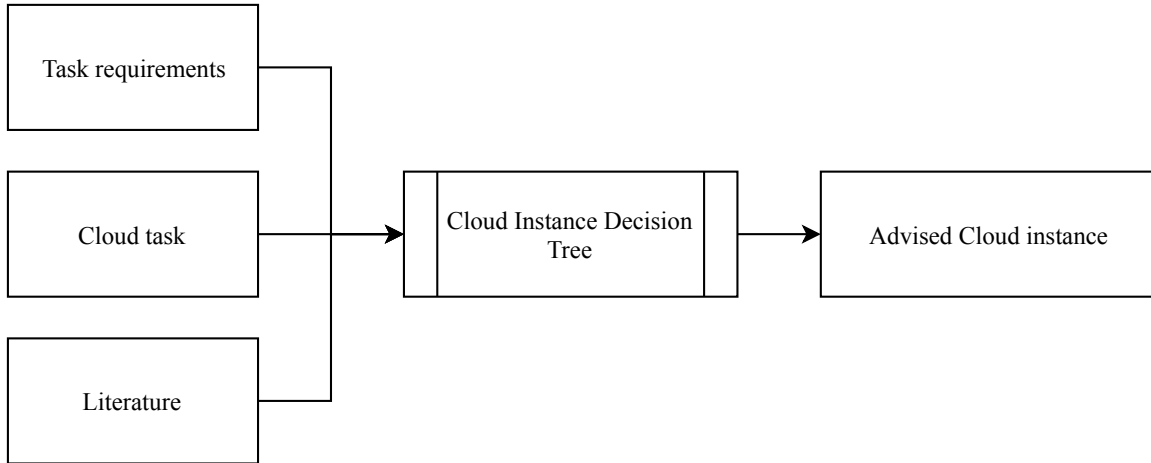 Task requirements
Cloud task
Literature
Cloud Instance Decision
Tree
Advised Cloud instance